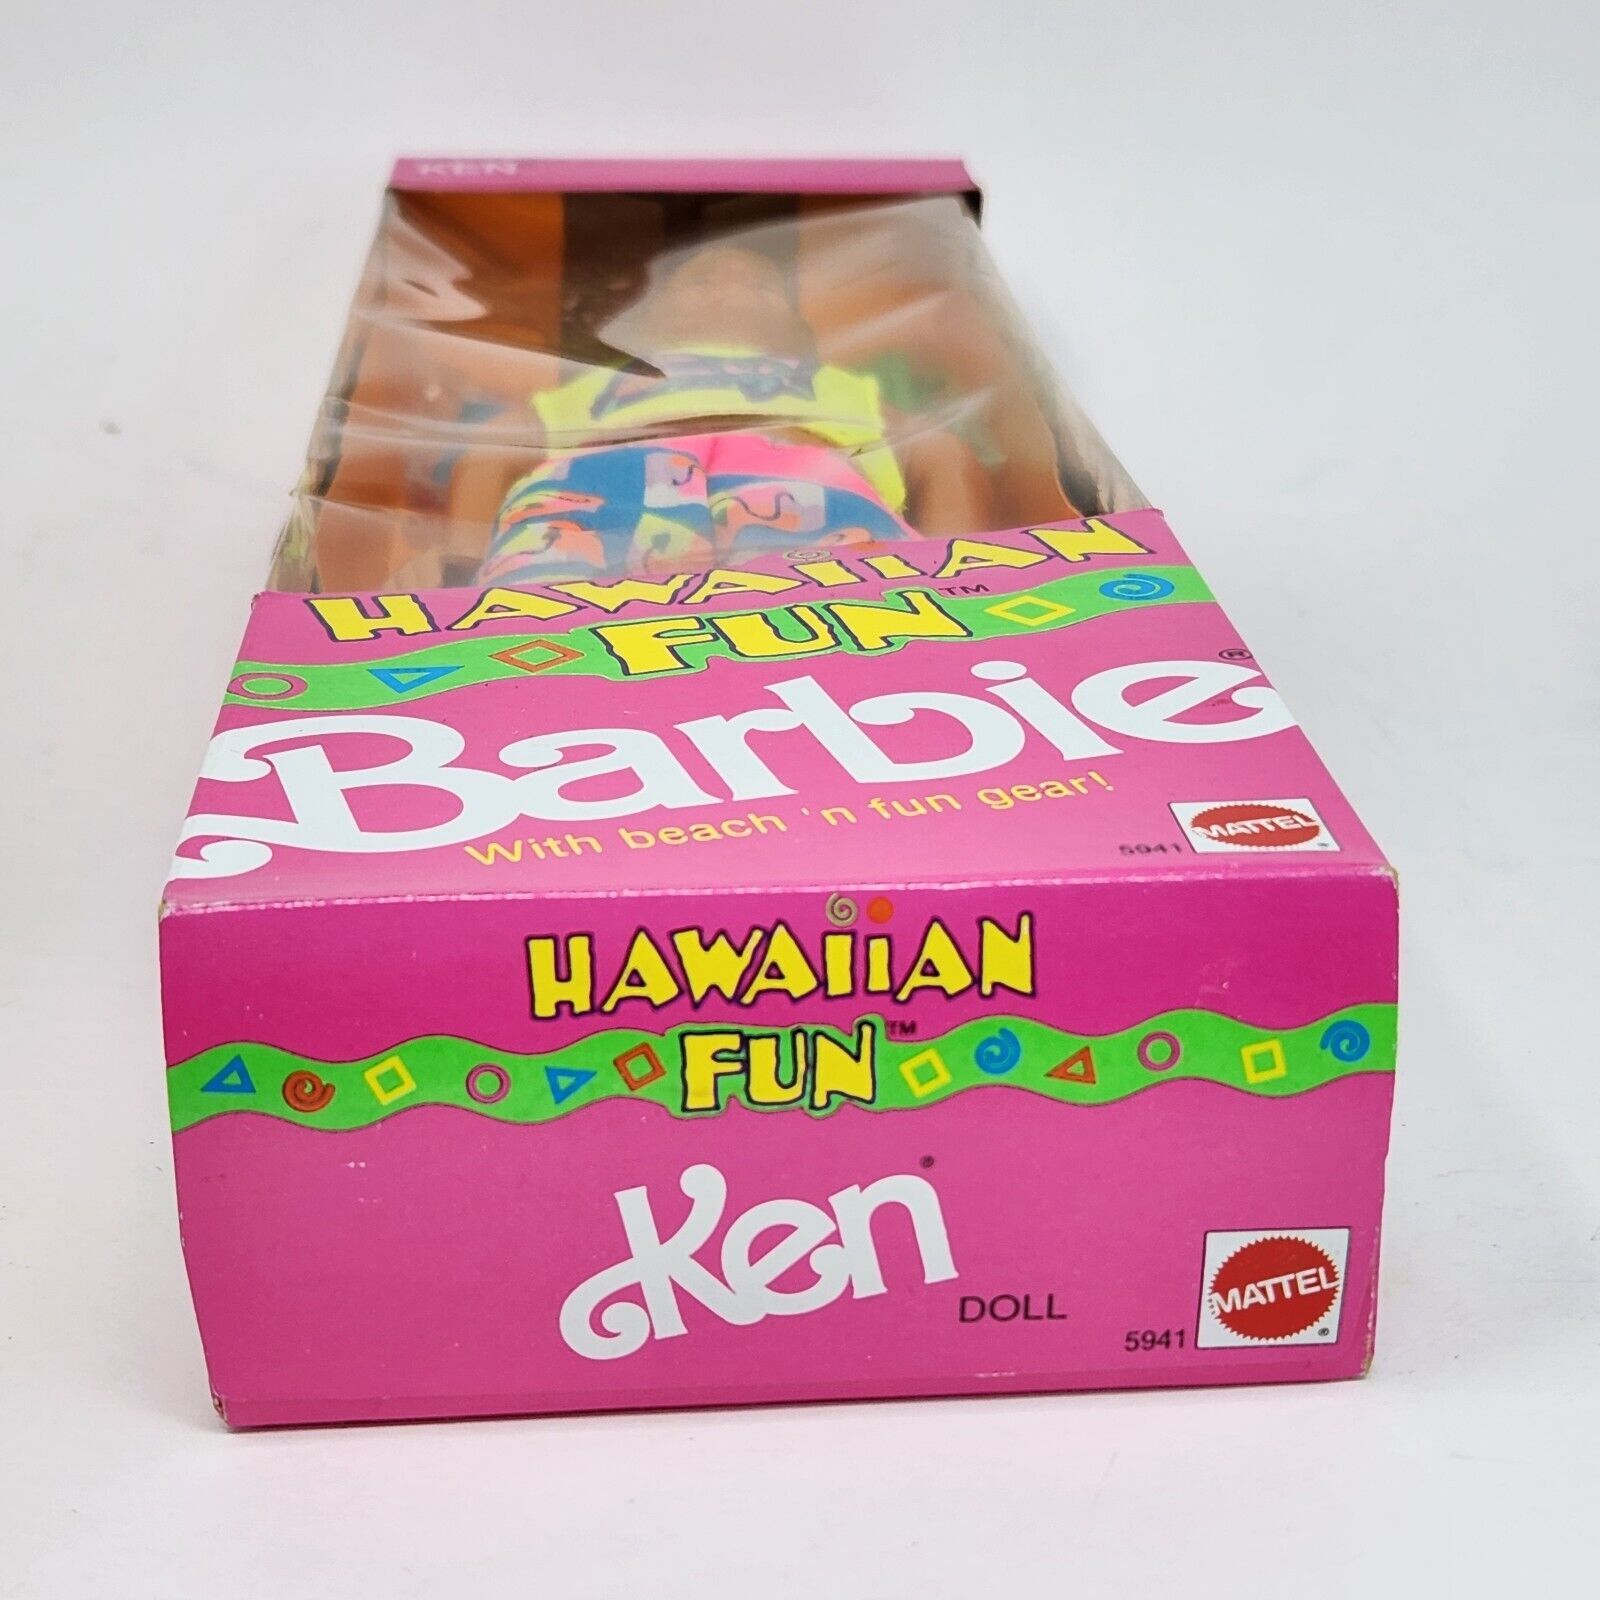 KEN
HAWAIIAN
FUN™
Barbie®
With beach 'n fun gear!
5941
MATTEL®
HAWAIIAN
FUN™
Ken®
DOLL
5941
MATTEL®